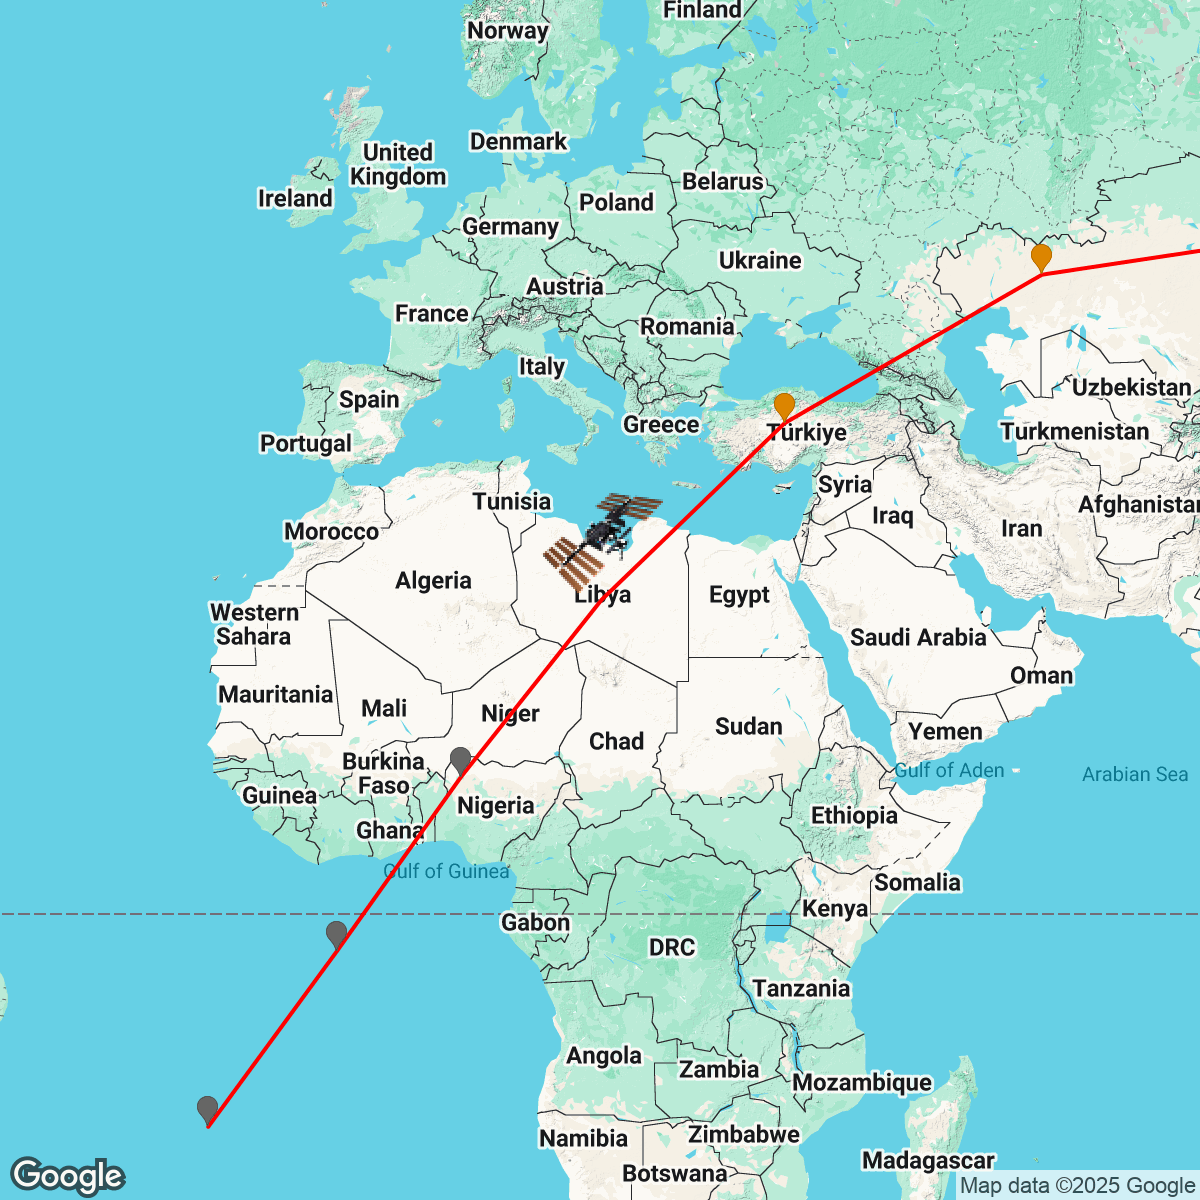 Finland
Norway
Denmark
United
Kingdom
Ireland
Belarus
Poland
Germany
Ukraine
Austria
France
Romania
Italy
Uzbekistan
Spain
Greece
Türkiye
Turkmenistan
Portugal
Syria
Tunisia
Afghanistan
Iraq
Iran
Morocco
Algeria
Libya
Egypt
Western
Sahara
Saudi Arabia
Oman
Mauritania
Mali
Niger
Sudan
Yemen
Chad
Burkina
Faso
Gulf of Aden
Arabian Sea
Guinea
Nigeria
Ethiopia
Ghana
Gulf of Guinea
Somalia
Kenya
Gabon
DRC
Tanzania
Angola
Zambia
Mozambique
Namibia
Zimbabwe
Madagascar
Botswana
Google
Map data ©2025 Google